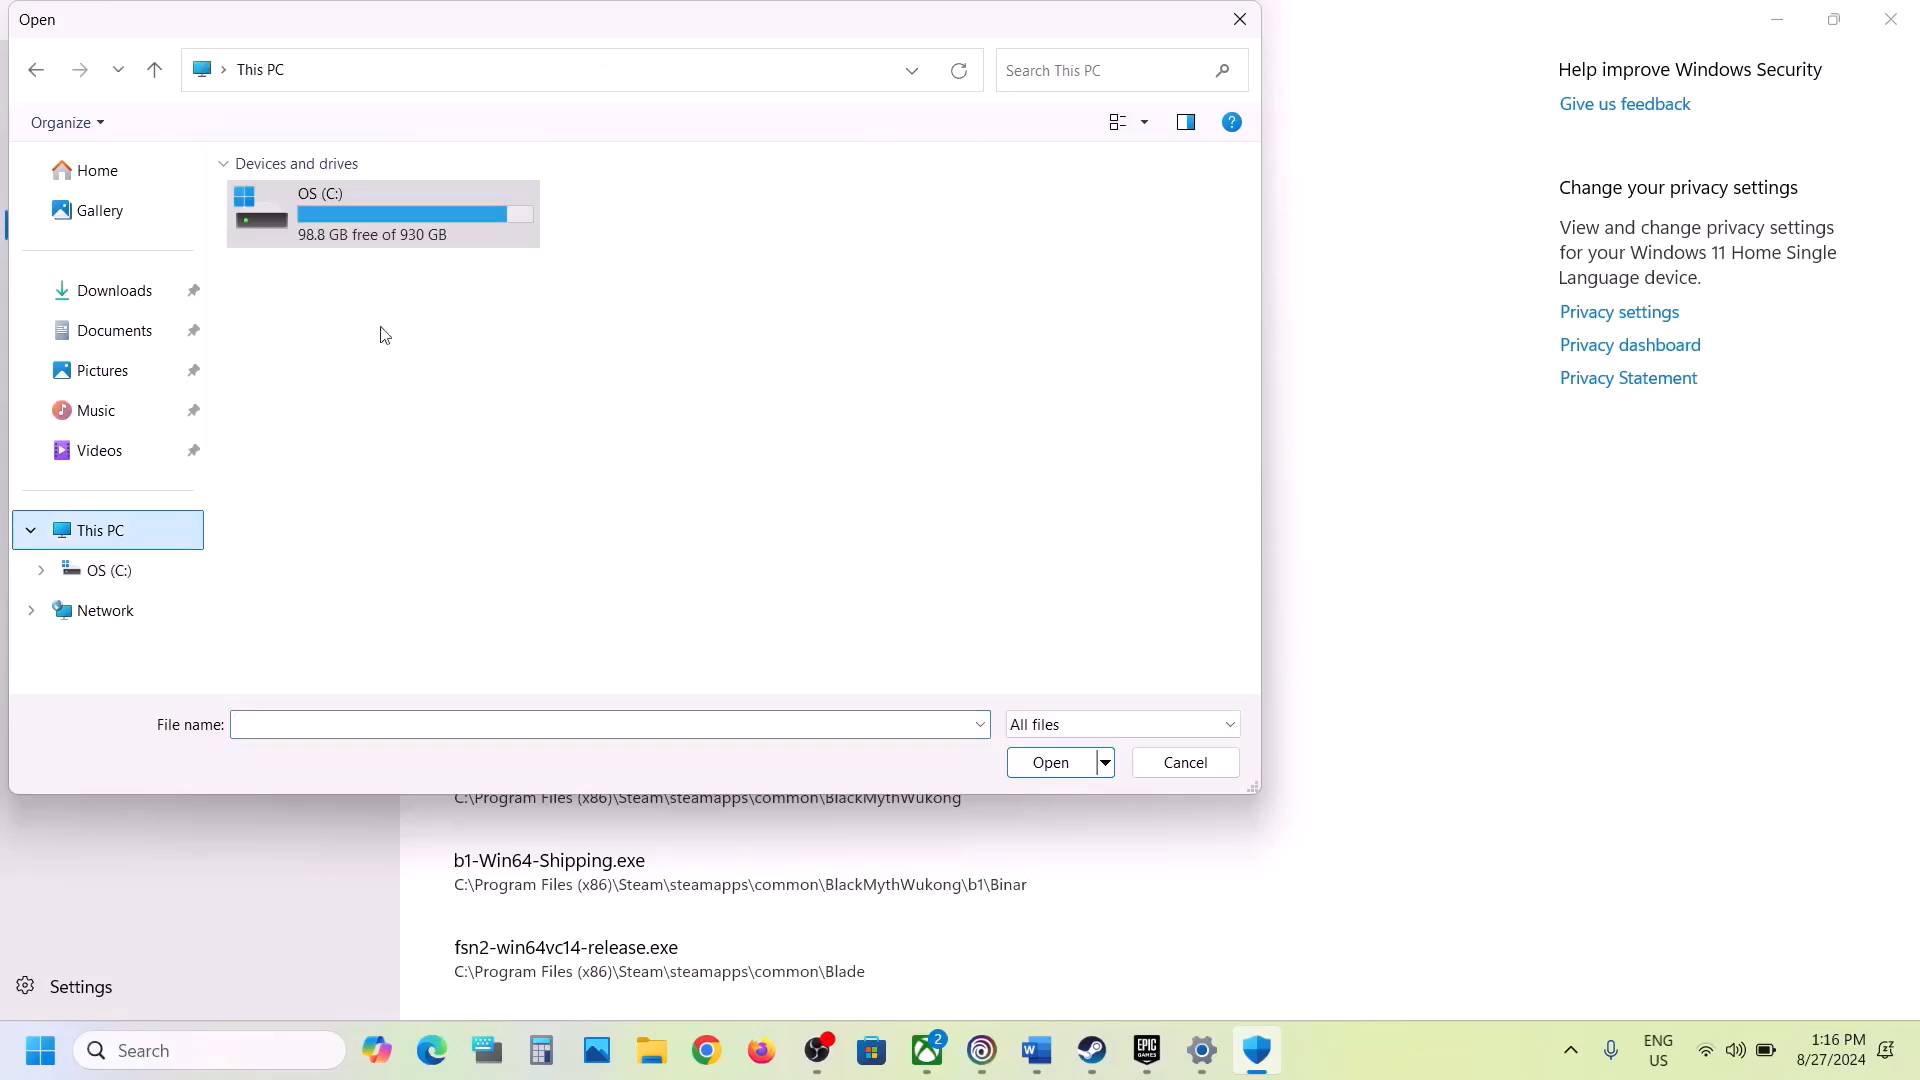 Open
This PC
Search This PC
Organize
Home
Gallery
Downloads
Documents
Pictures
Music
Videos
This PC
OS (C:)
Network
Devices and drives
OS (C:)
98.8 GB free of 930 GB
File name:
All files
Open
Cancel
Help improve Windows Security
Give us feedback
Change your privacy settings
View and change privacy settings
for your Windows 11 Home Single
Language device.
Privacy settings
Privacy dashboard
Privacy Statement
C:\Program Files (x86)\Steam\steamapps\common\BlackMythWukong
b1-Win64-Shipping.exe
C:\Program Files (x86)\Steam\steamapps\common\BlackMythWukong\b1\Binar
fsn2-win64vc14-release.exe
C:\Program Files (x86)\Steam\steamapps\common\Blade
Settings
Search
2
EPIC
GAMES
ENG
US
1:16 PM
8/27/2024